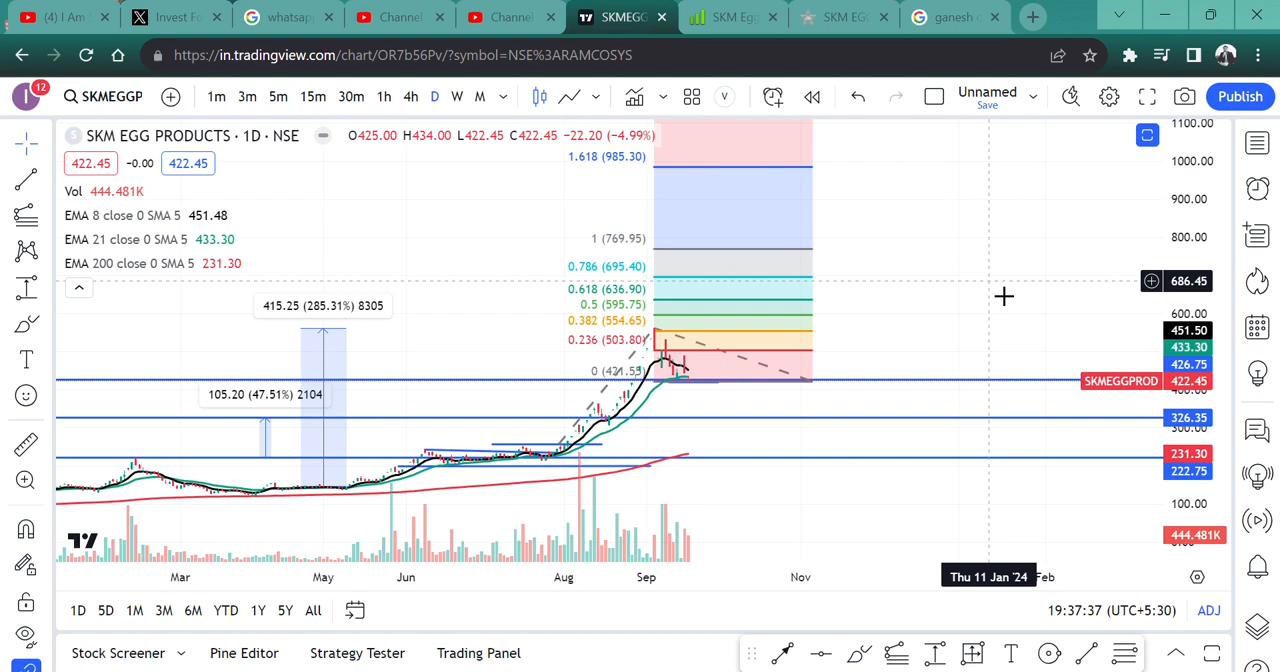 (4) I Am S
Invest Fo
whatsap
Channel
Channel
SKMEGG
SKM Egg
SKM EG
ganesh c
https://in.tradingview.com/chart/OR7b56Pv/?symbol=NSE%3ARAMCOSYS
I 12 SKMEGGP 1m 3m 5m 15m 30m 1h 4h D W M V Unnamed Save Publish
S SKM EGG PRODUCTS · 1D · NSE O425.00 H434.00 L422.45 C422.45 −22.20 (−4.99%)
422.45 -0.00 422.45
Vol 444.481K
EMA 8 close 0 SMA 5 451.48
EMA 21 close 0 SMA 5 433.30
EMA 200 close 0 SMA 5 231.30
1.618 (985.30)
1 (769.95)
0.786 (695.40)
0.618 (636.90)
0.5 (595.75)
0.382 (554.65)
0.236 (503.80)
415.25 (285.31%) 8305
105.20 (47.51%) 2104
1100.00
1000.00
900.00
800.00
686.45
600.00
451.50
433.30
426.75
SKMEGGPROD 422.45
400.00
326.35
300.00
231.30
222.75
100.00
444.481K
Mar May Jun Aug Sep Nov Thu 11 Jan '24 Feb
1D 5D 1M 3M 6M YTD 1Y 5Y All 19:37:37 (UTC+5:30) ADJ
Stock Screener Pine Editor Strategy Tester Trading Panel